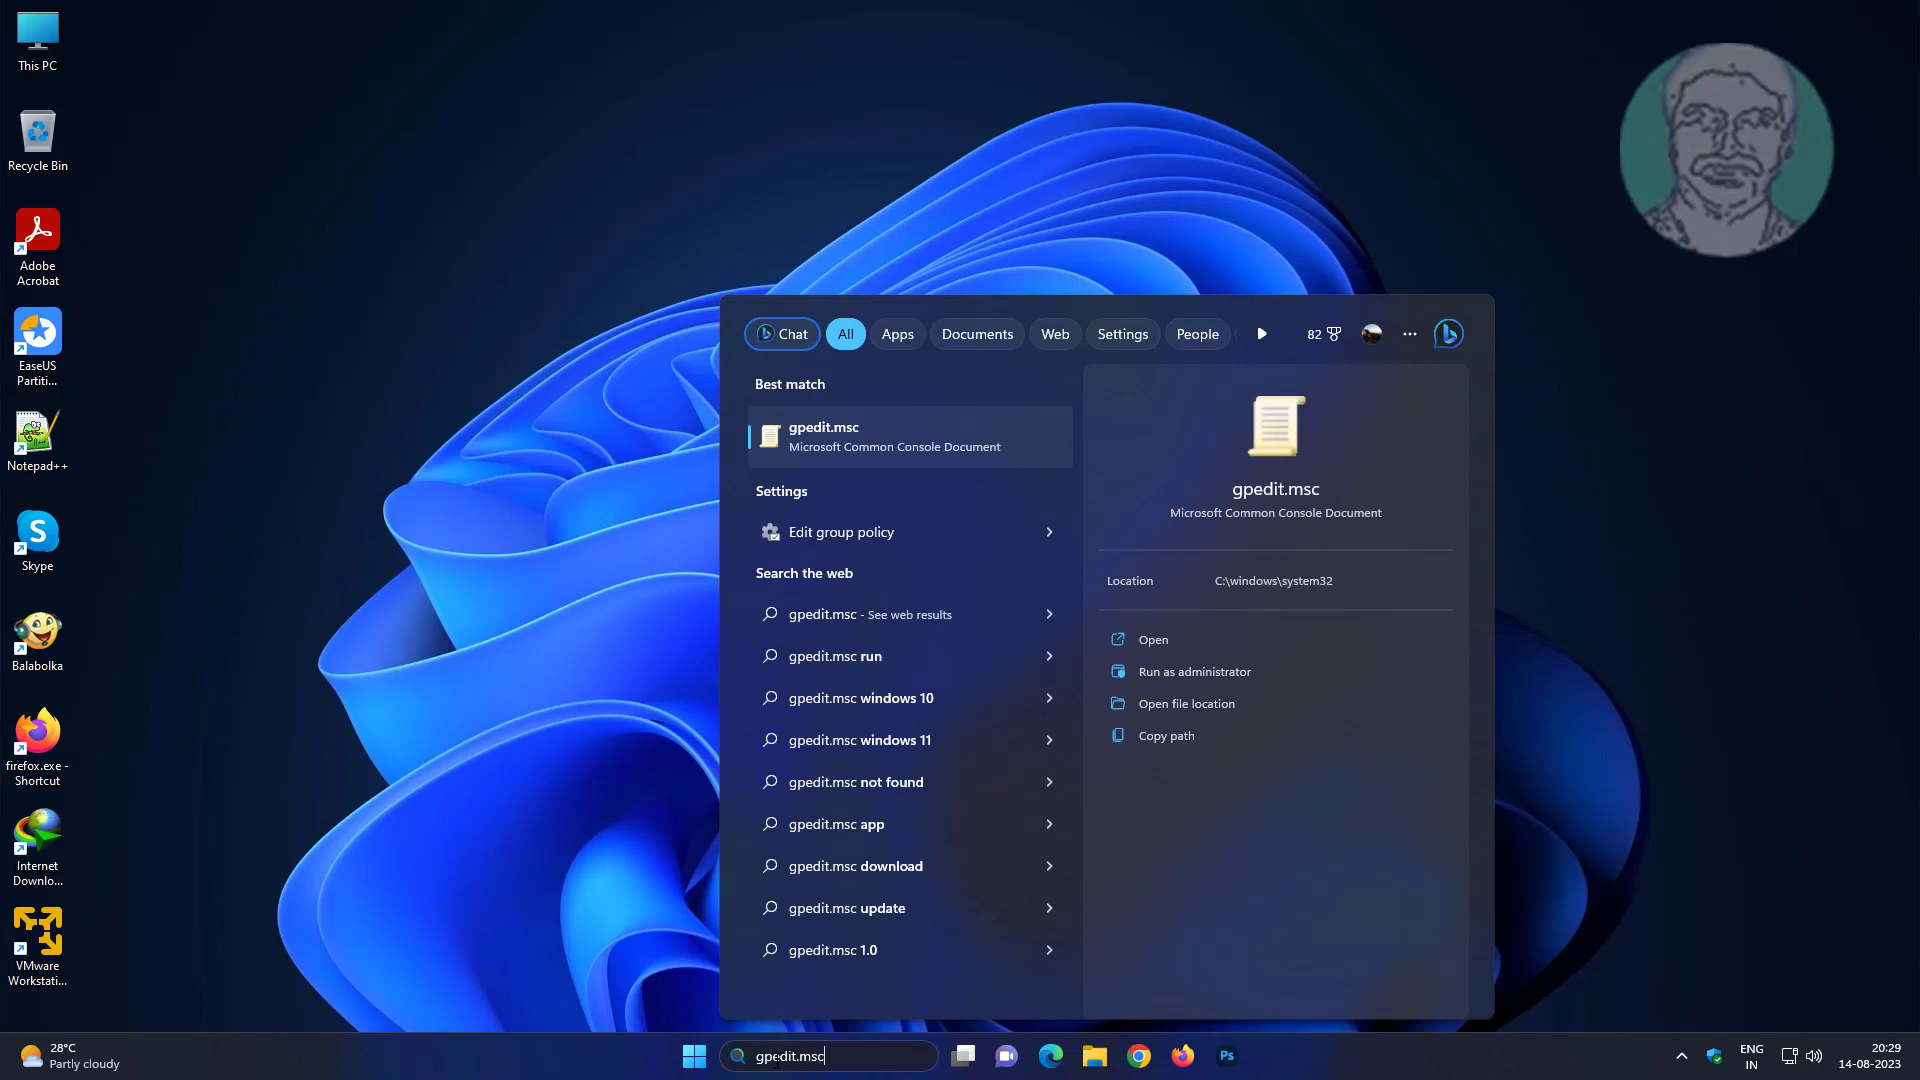 This PC
Recycle Bin
Adobe
Acrobat
EaseUS
Partiti...
Notepad++
Skype
Balabolka
firefox.exe -
Shortcut
Internet
Downlo...
VMware
Workstati...
Chat
All
Apps
Documents
Web
Settings
People
82
Best match
gpedit.msc
Microsoft Common Console Document
Settings
Edit group policy
Search the web
gpedit.msc - See web results
gpedit.msc run
gpedit.msc windows 10
gpedit.msc windows 11
gpedit.msc not found
gpedit.msc app
gpedit.msc download
gpedit.msc update
gpedit.msc 1.0
gpedit.msc
Microsoft Common Console Document
Location C:\windows\system32
Open
Run as administrator
Open file location
Copy path
28°C
Partly cloudy
gpedit.msc
Ps
ENG
IN
20:29
14-08-2023